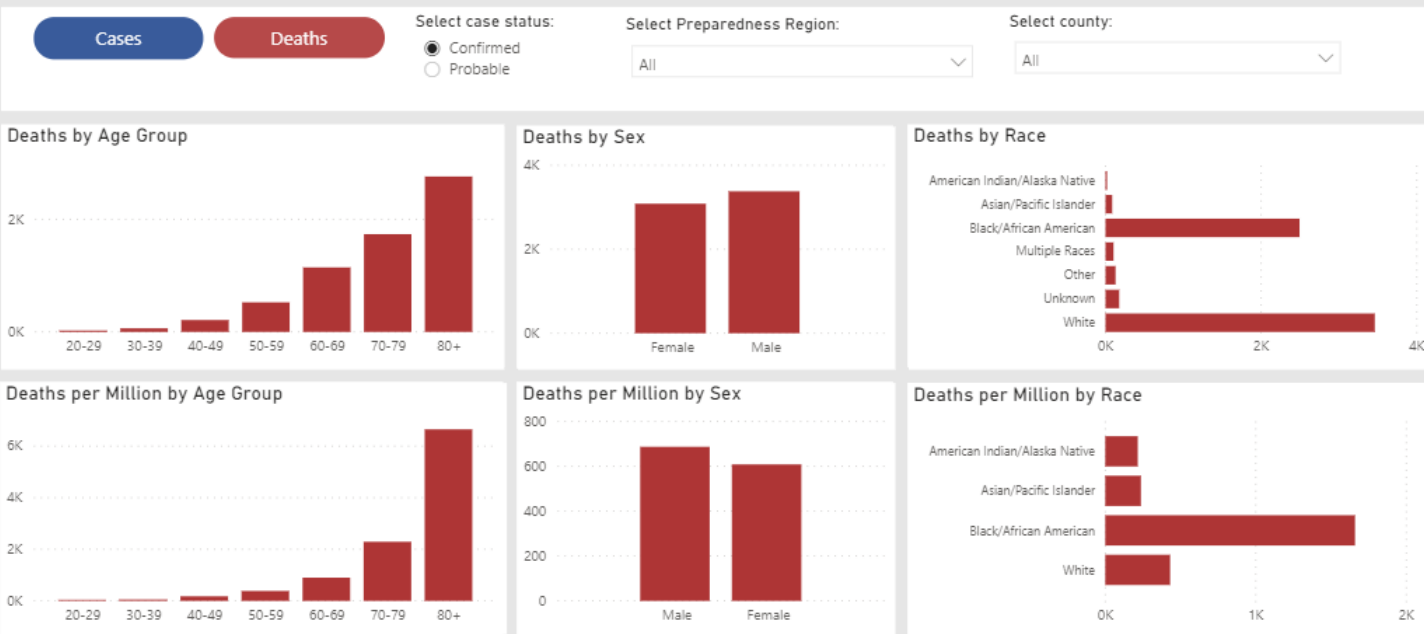 Cases
Deaths
Select case status:
Confirmed
Probable
Select Preparedness Region:
All
Select county:
All
Deaths by Age Group
2K
0K
20-29 30-39 40-49 50-59 60-69 70-79 80+
Deaths by Sex
4K
2K
0K
Female Male
Deaths by Race
American Indian/Alaska Native
Asian/Pacific Islander
Black/African American
Multiple Races
Other
Unknown
White
0K 2K 4K
Deaths per Million by Age Group
6K
4K
2K
0K
20-29 30-39 40-49 50-59 60-69 70-79 80+
Deaths per Million by Sex
800
600
400
200
0
Male Female
Deaths per Million by Race
American Indian/Alaska Native
Asian/Pacific Islander
Black/African American
White
0K 1K 2K